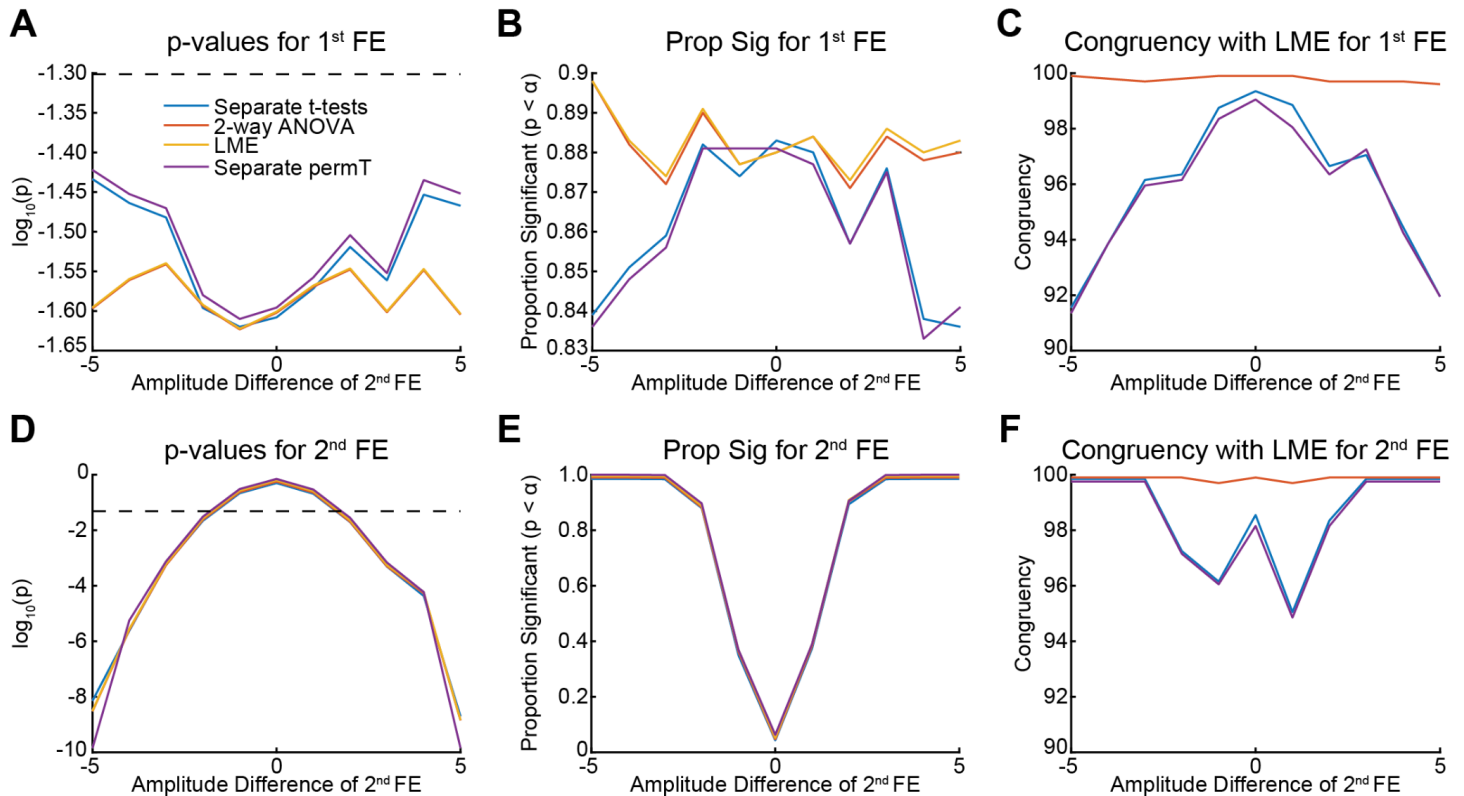 A
p-values for 1st FE
-1.30
-1.35
-1.40
-1.45
-1.50
-1.55
-1.60
-1.65
log10(p)
Separate t-tests
2-way ANOVA
LME
Separate permT
-5
0
5
Amplitude Difference of 2nd FE
B
Prop Sig for 1st FE
0.9
0.89
0.88
0.87
0.86
0.85
0.84
0.83
Proportion Significant (p < α)
-5
0
5
Amplitude Difference of 2nd FE
C
Congruency with LME for 1st FE
100
98
96
94
92
90
Congruency
-5
0
5
Amplitude Difference of 2nd FE
D
p-values for 2nd FE
0
-2
-4
-6
-8
-10
log10(p)
-5
0
5
Amplitude Difference of 2nd FE
E
Prop Sig for 2nd FE
1.0
0.8
0.6
0.4
0.2
0
Proportion Significant (p < α)
-5
0
5
Amplitude Difference of 2nd FE
F
Congruency with LME for 2nd FE
100
98
96
94
92
90
Congruency
-5
0
5
Amplitude Difference of 2nd FE